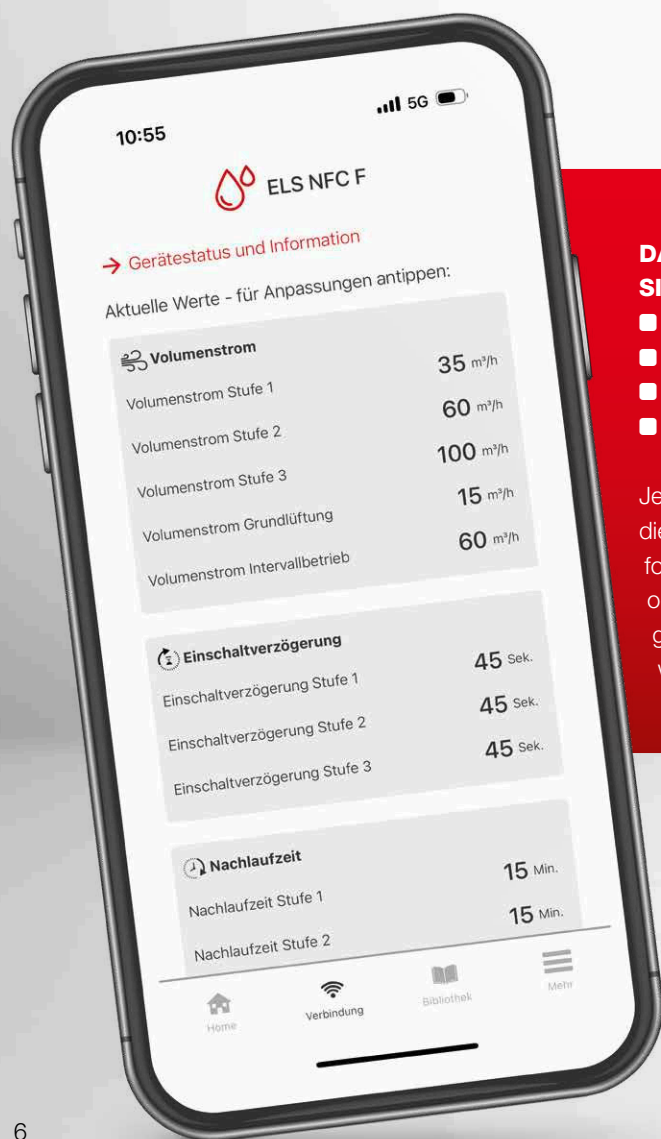 10:55
5G
ELS NFC F
→ Gerätestatus und Information
Aktuelle Werte - für Anpassungen antippen:
Volumenstrom
Volumenstrom Stufe 1 35 m³/h
Volumenstrom Stufe 2 60 m³/h
Volumenstrom Stufe 3 100 m³/h
Volumenstrom Grundlüftung 15 m³/h
Volumenstrom Intervallbetrieb 60 m³/h
Einschaltverzögerung
Einschaltverzögerung Stufe 1 45 Sek.
Einschaltverzögerung Stufe 2 45 Sek.
Einschaltverzögerung Stufe 3 45 Sek.
Nachlaufzeit
Nachlaufzeit Stufe 1 15 Min.
Nachlaufzeit Stufe 2 15 Min.
Home Verbindung Bibliothek Mehr
6